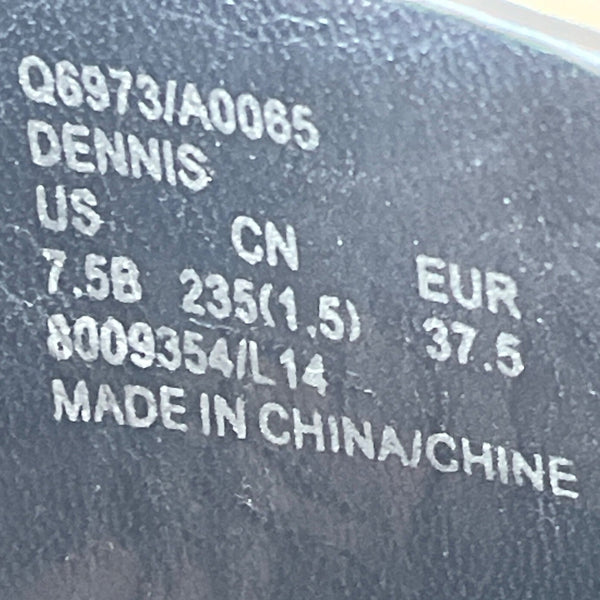 Q6973/A0065
DENNIS
US CN EUR
7.5B 235(1.5) 37.5
8009354/L14
MADE IN CHINA/CHINE